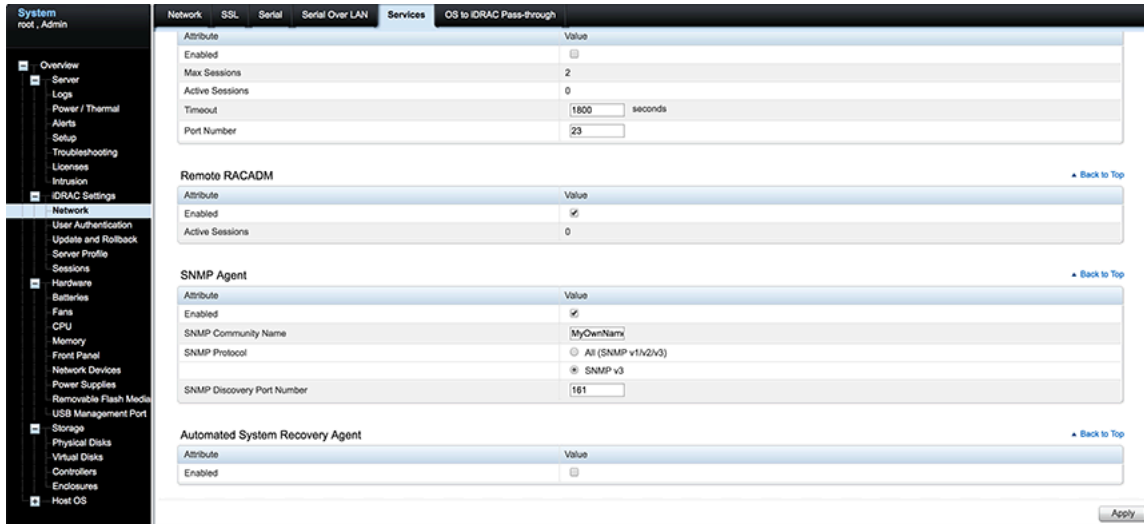 System
root , Admin
Overview
Server
Logs
Power / Thermal
Alerts
Setup
Troubleshooting
Licenses
Intrusion
iDRAC Settings
Network
User Authentication
Update and Rollback
Server Profile
Sessions
Hardware
Batteries
Fans
CPU
Memory
Front Panel
Network Devices
Power Supplies
Removable Flash Media
USB Management Port
Storage
Physical Disks
Virtual Disks
Controllers
Enclosures
Host OS
Network SSL Serial Serial Over LAN Services OS to iDRAC Pass-through
Attribute Value
Enabled
Max Sessions 2
Active Sessions 0
Timeout 1800 seconds
Port Number 23
Remote RACADM Back to Top
Attribute Value
Enabled
Active Sessions 0
SNMP Agent Back to Top
Attribute Value
Enabled
SNMP Community Name MyOwnName
SNMP Protocol All (SNMP v1/v2/v3)
SNMP v3
SNMP Discovery Port Number 161
Automated System Recovery Agent Back to Top
Attribute Value
Enabled
Apply